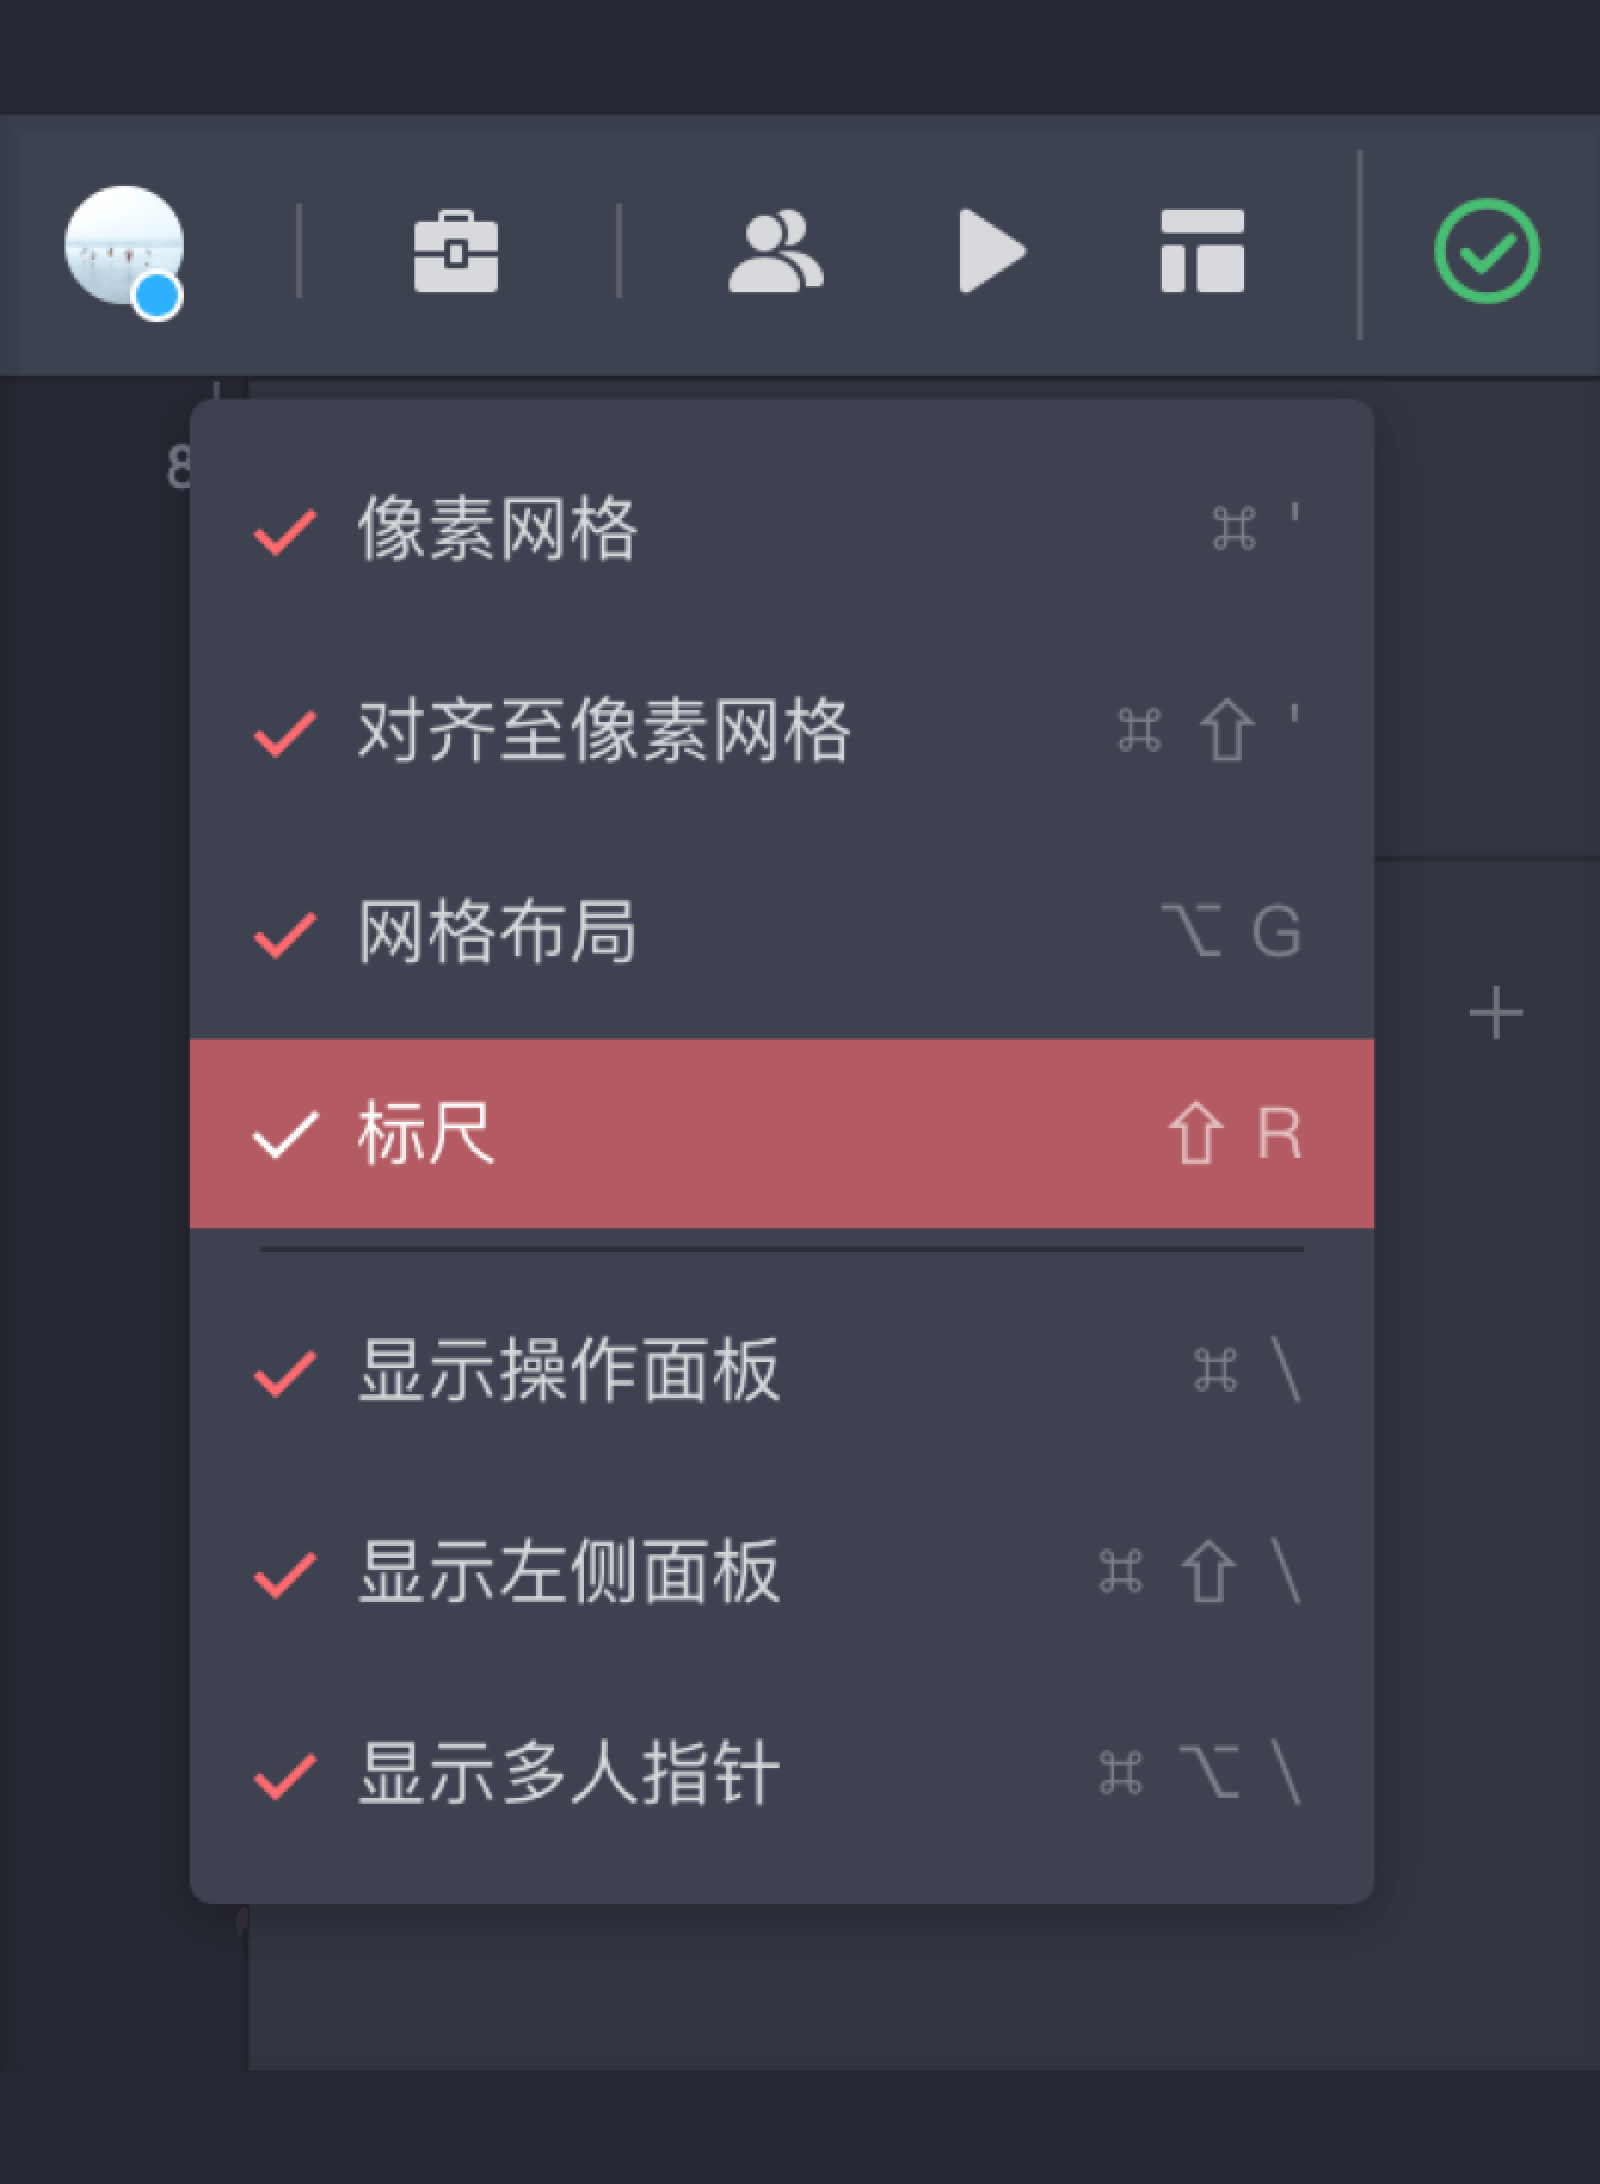 8
像素网格 ⌘ '
对齐至像素网格 ⌘ ⇧ '
网格布局 ⌥ G
标尺 ⇧ R
显示操作面板 ⌘ \
显示左侧面板 ⌘ ⇧ \
显示多人指针 ⌘ ⌥ \